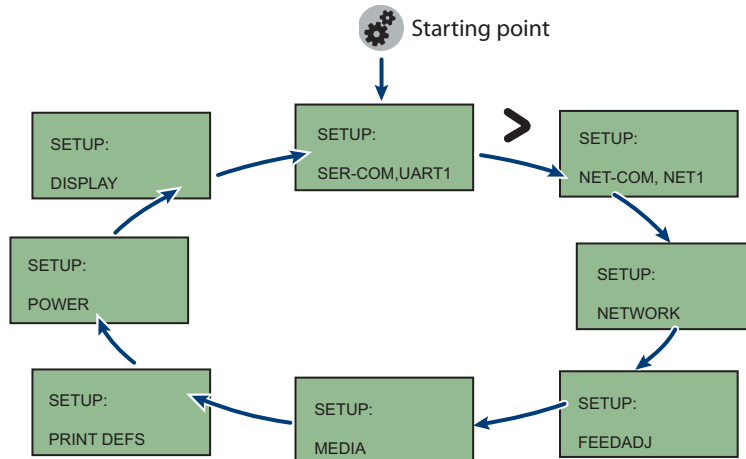 Starting point
SETUP:
SER-COM,UART1
>
SETUP:
NET-COM, NET1
SETUP:
NETWORK
SETUP:
FEEDADJ
SETUP:
MEDIA
SETUP:
PRINT DEFS
SETUP:
POWER
SETUP:
DISPLAY